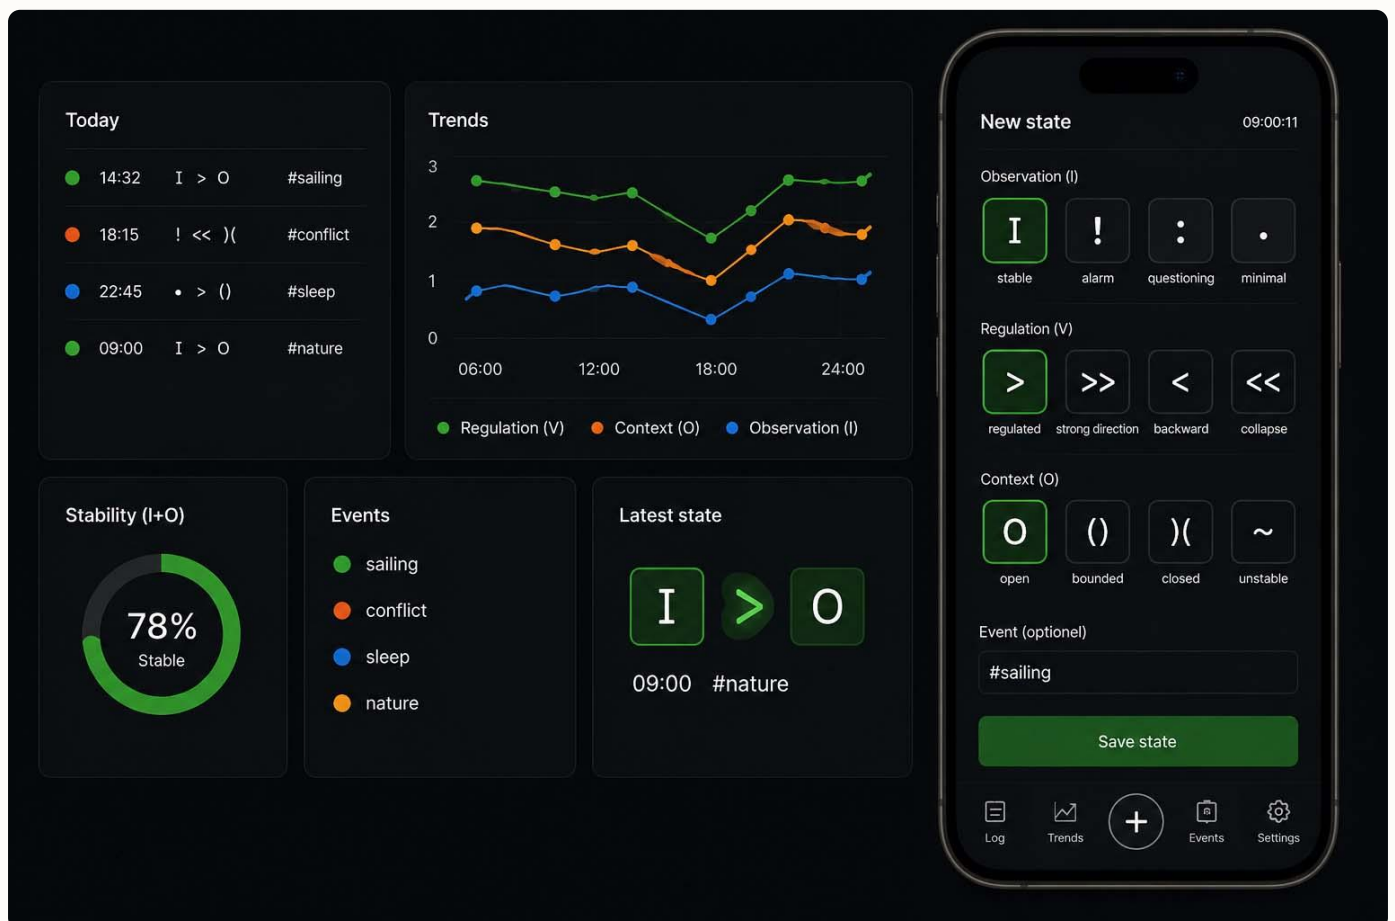 Today
14:32 I > O #sailing
18:15 ! << )( #conflict
22:45 • > () #sleep
09:00 I > O #nature
Trends
3
2
1
0
06:00 12:00 18:00 24:00
Regulation (V) Context (O) Observation (I)
Stability (I+O)
78%
Stable
Events
sailing
conflict
sleep
nature
Latest state
I > O
09:00 #nature
New state 09:00:11
Observation (I)
I ! : •
stable alarm questioning minimal
Regulation (V)
> >> < <<
regulated strong direction backward collapse
Context (O)
O () )( ~
open bounded closed unstable
Event (optionel)
#sailing
Save state
+
Log Trends Events Settings